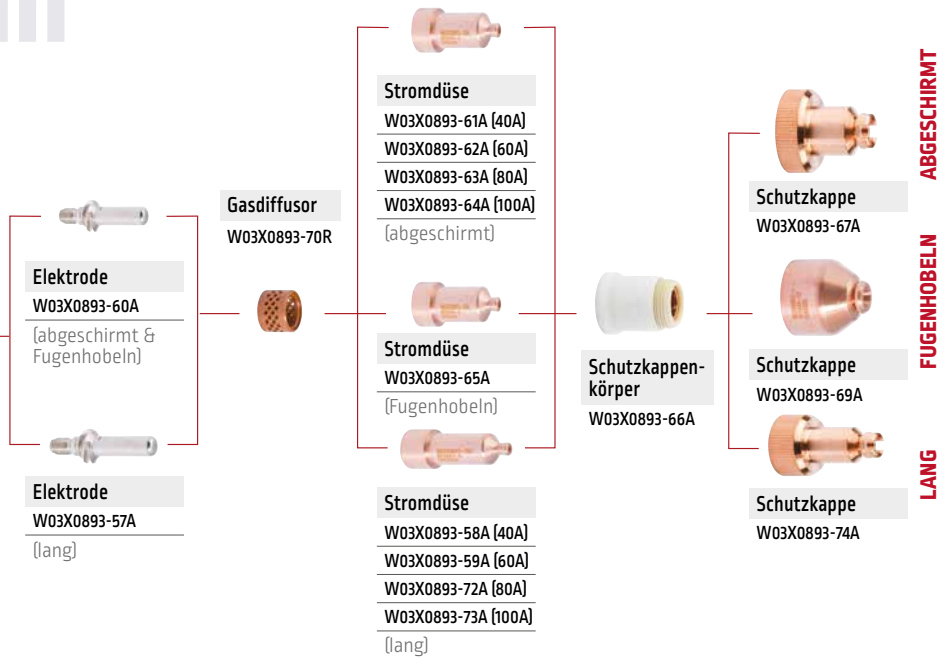 Elektrode
W03X0893-60A
(abgeschirmt &
Fugenhobeln)
Elektrode
W03X0893-57A
(lang)
Gasdiffusor
W03X0893-70R
Stromdüse
W03X0893-61A (40A)
W03X0893-62A (60A)
W03X0893-63A (80A)
W03X0893-64A (100A)
(abgeschirmt)
Stromdüse
W03X0893-65A
(Fugenhobeln)
Stromdüse
W03X0893-58A (40A)
W03X0893-59A (60A)
W03X0893-72A (80A)
W03X0893-73A (100A)
(lang)
Schutzkappen-
körper
W03X0893-66A
Schutzkappe
W03X0893-67A
ABGESCHIRMT
Schutzkappe
W03X0893-69A
FUGENHOBELN
Schutzkappe
W03X0893-74A
LANG